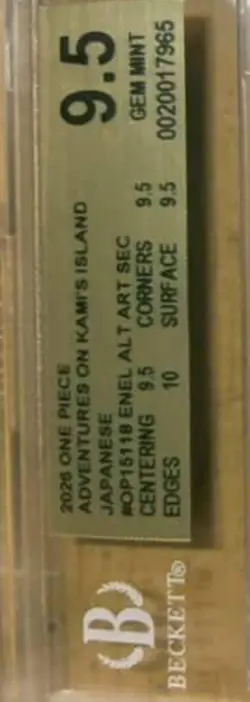 2026 ONE PIECE
ADVENTURES ON KAMI'S ISLAND
JAPANESE
#OP15118 ENEL ALT ART SEC
CENTERING 9.5 CORNERS 9.5
EDGES 10 SURFACE 9.5
9.5
GEM MINT
0020017965
B
BECKETT®